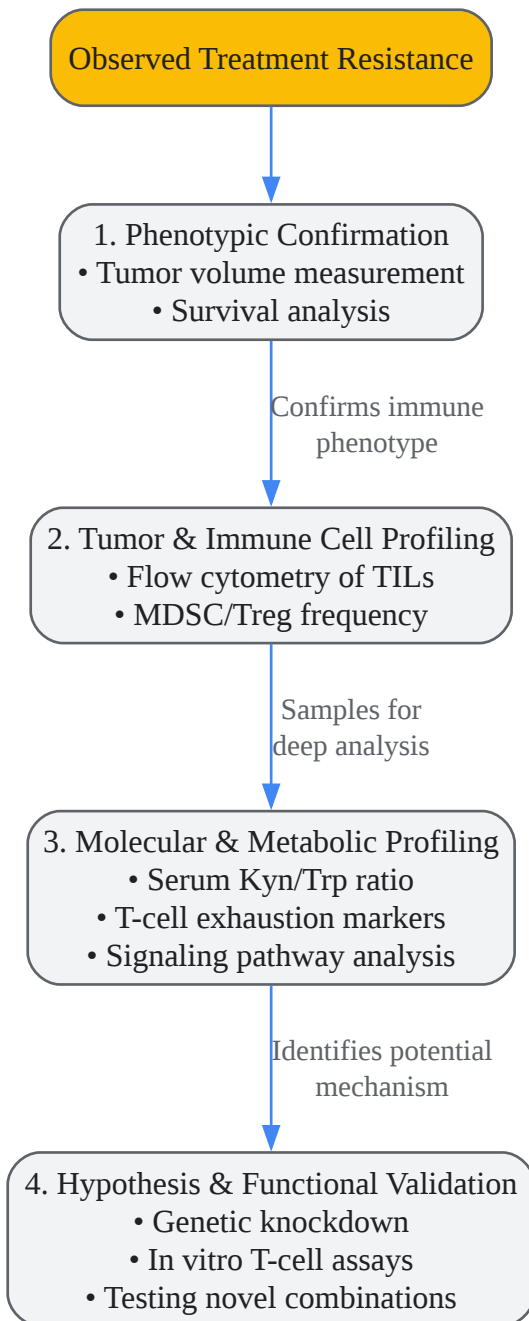 Observed Treatment Resistance
1. Phenotypic Confirmation
• Tumor volume measurement
• Survival analysis
Confirms immune
phenotype
2. Tumor & Immune Cell Profiling
• Flow cytometry of TILs
• MDSC/Treg frequency
Samples for
deep analysis
3. Molecular & Metabolic Profiling
• Serum Kyn/Trp ratio
• T-cell exhaustion markers
• Signaling pathway analysis
Identifies potential
mechanism
4. Hypothesis & Functional Validation
• Genetic knockdown
• In vitro T-cell assays
• Testing novel combinations